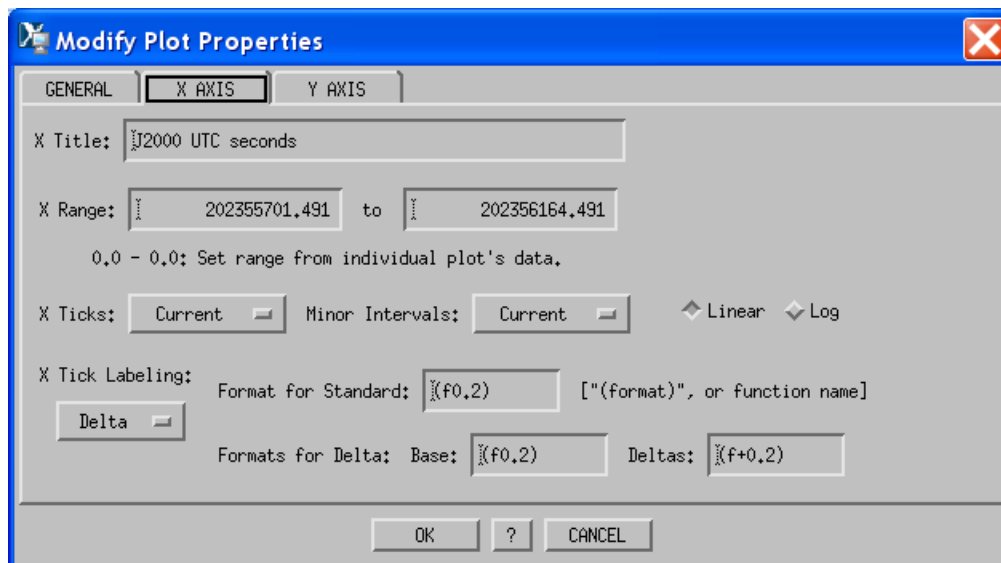 Modify Plot Properties
GENERAL X AXIS Y AXIS
X Title: J2000 UTC seconds
X Range: 202355701.491 to 202356164.491
0.0 - 0.0: Set range from individual plot's data.
X Ticks: Current Minor Intervals: Current Linear Log
X Tick Labeling:
Format for Standard: (f0.2) ["(format)", or function name]
Delta
Formats for Delta: Base: (f0.2) Deltas: (f+0.2)
OK ? CANCEL